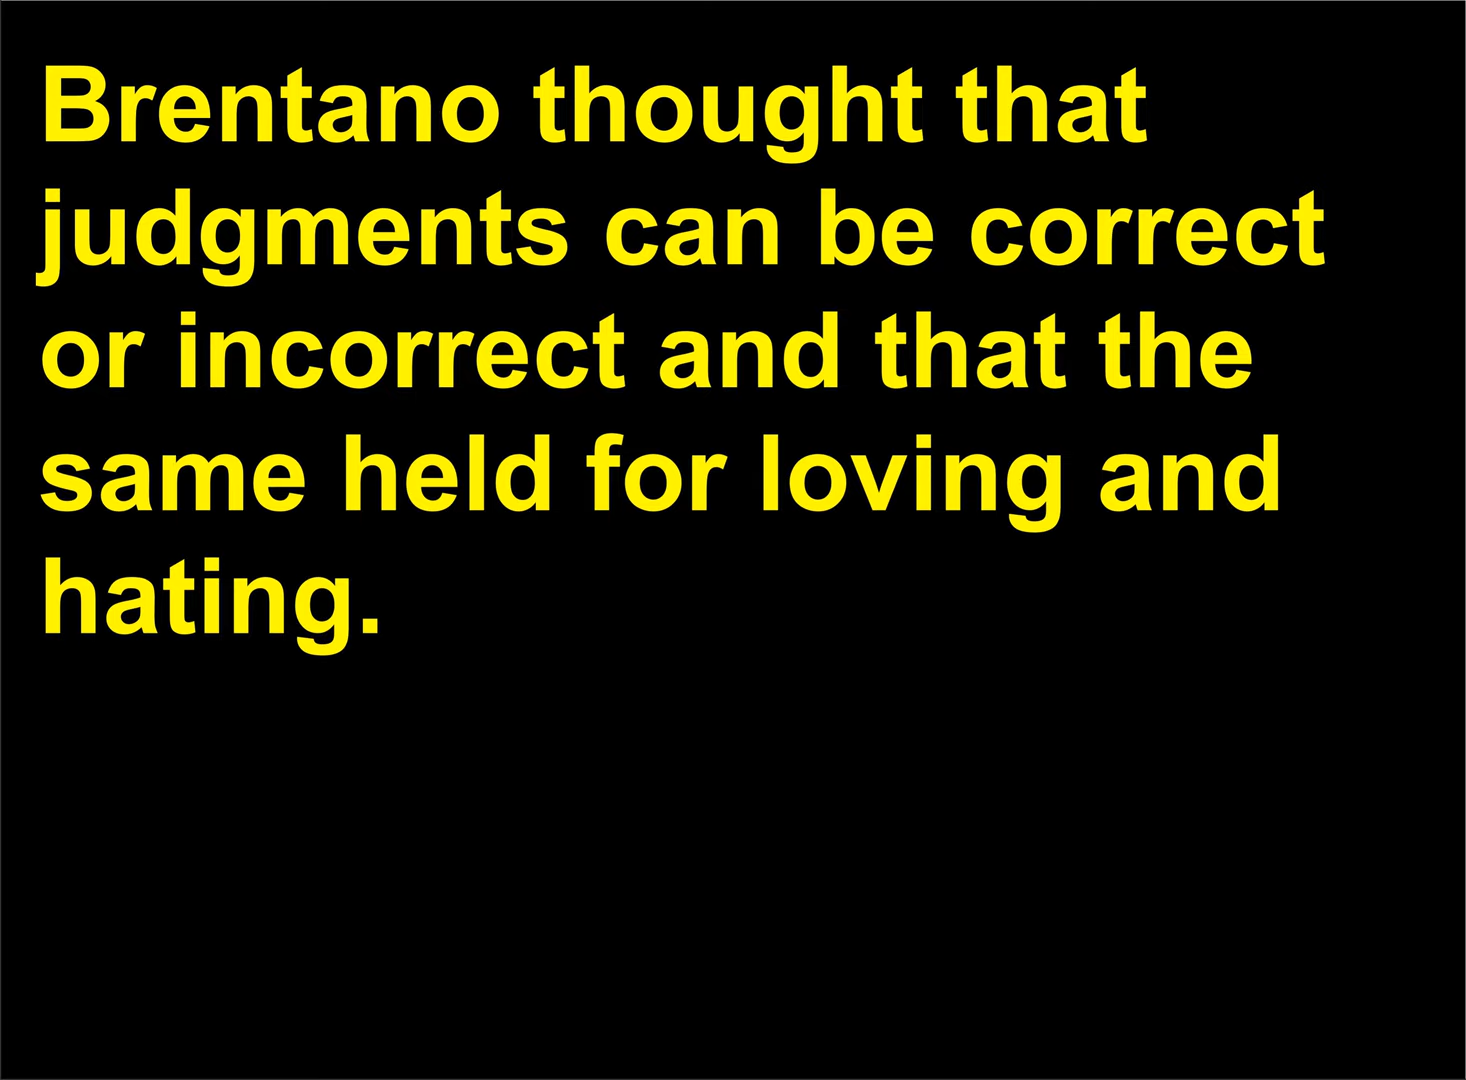 Brentano thought that
judgments can be correct
or incorrect and that the
same held for loving and
hating.